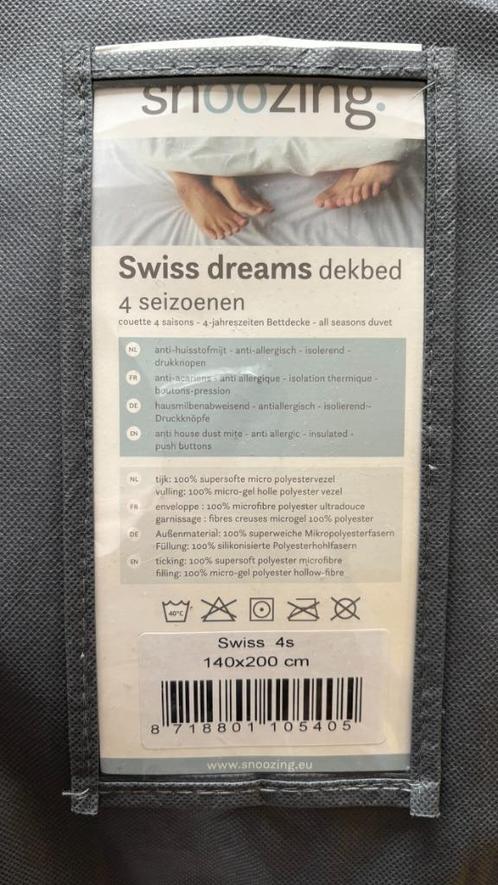 snoozing.
Swiss dreams dekbed
4 seizoenen
couette 4 saisons - 4-jahreszeiten Bettdecke - all seasons duvet
NL anti-huisstofmijt - anti-allergisch - isolerend -
drukknopen
FR anti-acariens - anti allergique - isolation thermique -
boutons-pression
DE hausmilbenabweisend - antiallergisch - isolierend -
Druckknöpfe
EN anti house dust mite - anti allergic - insulated -
push buttons
NL tijk: 100% supersofte micro polyestervezel
vulling: 100% micro-gel holle polyester vezel
FR enveloppe : 100% microfibre polyester ultradouce
garnissage : fibres creuses microgel 100% polyester
DE Außenmaterial: 100% superweiche Mikropolyesterfasern
Füllung: 100% silikonisierte Polyesterhohlfasern
EN ticking: 100% supersoft polyester microfibre
filling: 100% micro-gel polyester hollow-fibre
40°C
Swiss 4s
140x200 cm
8 718801 105405
www.snoozing.eu